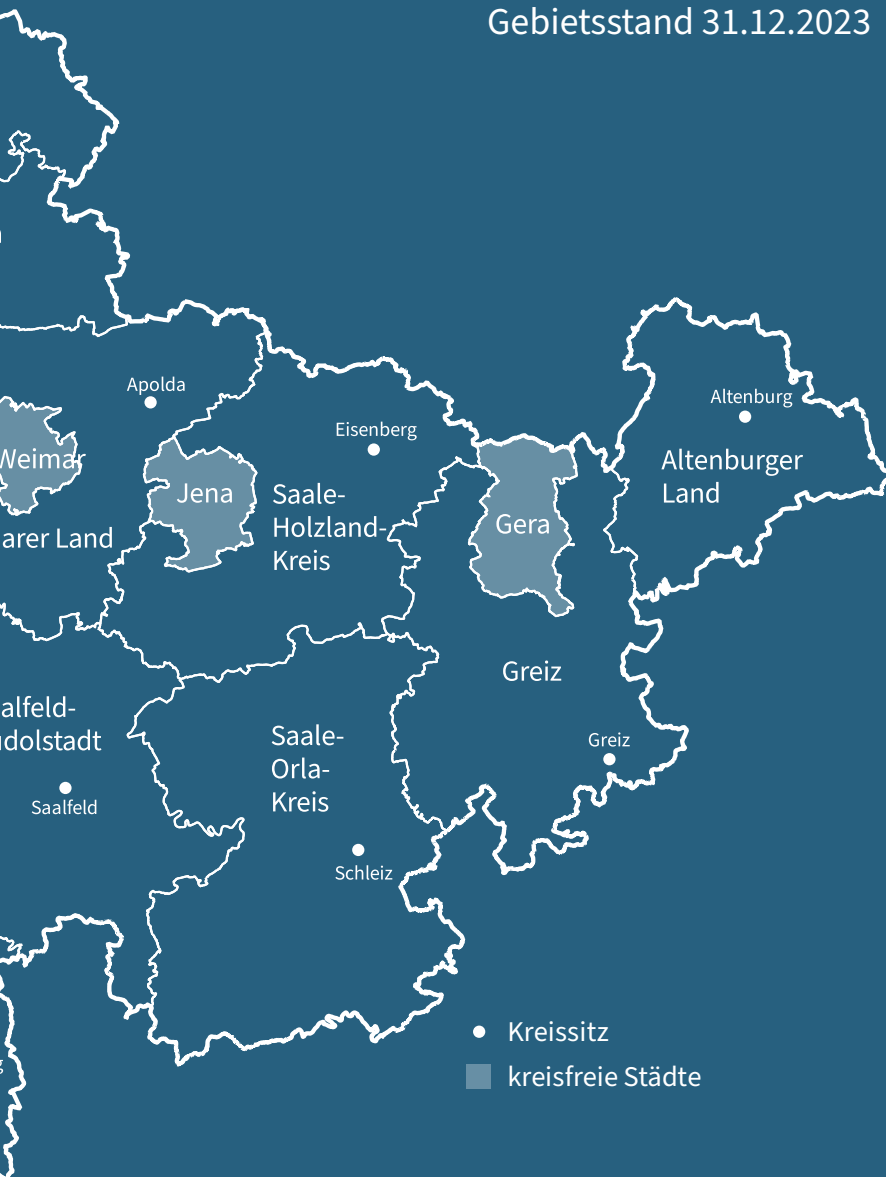 Gebietsstand 31.12.2023
Apolda
Altenburg
Eisenberg
Weimar
Altenburger
Land
Jena
Saale-
Holzland-
Kreis
Gera
arer Land
Greiz
alfeld-
dolstadt
Saale-
Orla-
Kreis
Greiz
Saalfeld
Schleiz
Kreissitz
kreisfreie Städte